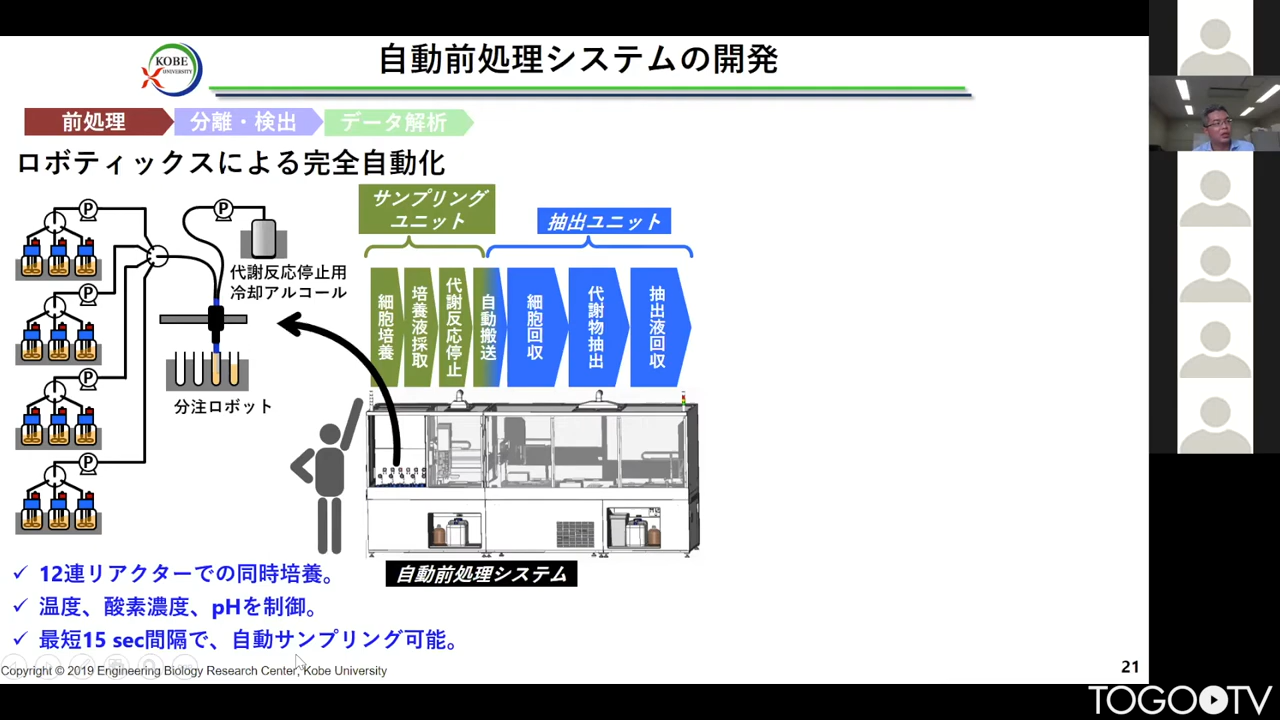 自動前処理システムの開発
KOBE
UNIVERSITY
前処理
分離・検出
データ解析
ロボティックスによる完全自動化
サンプリング
ユニット
抽出ユニット
P
P
P
P
P
代謝反応停止用
冷却アルコール
分注ロボット
細胞培養
培養液採取
代謝反応停止
自動搬送
細胞回収
代謝物抽出
抽出液回収
自動前処理システム
✓ 12連リアクターでの同時培養。
✓ 温度、酸素濃度、pHを制御。
✓ 最短15 sec間隔で、自動サンプリング可能。
Copyright © 2019 Engineering Biology Research Center, Kobe University
21
TOGO TV